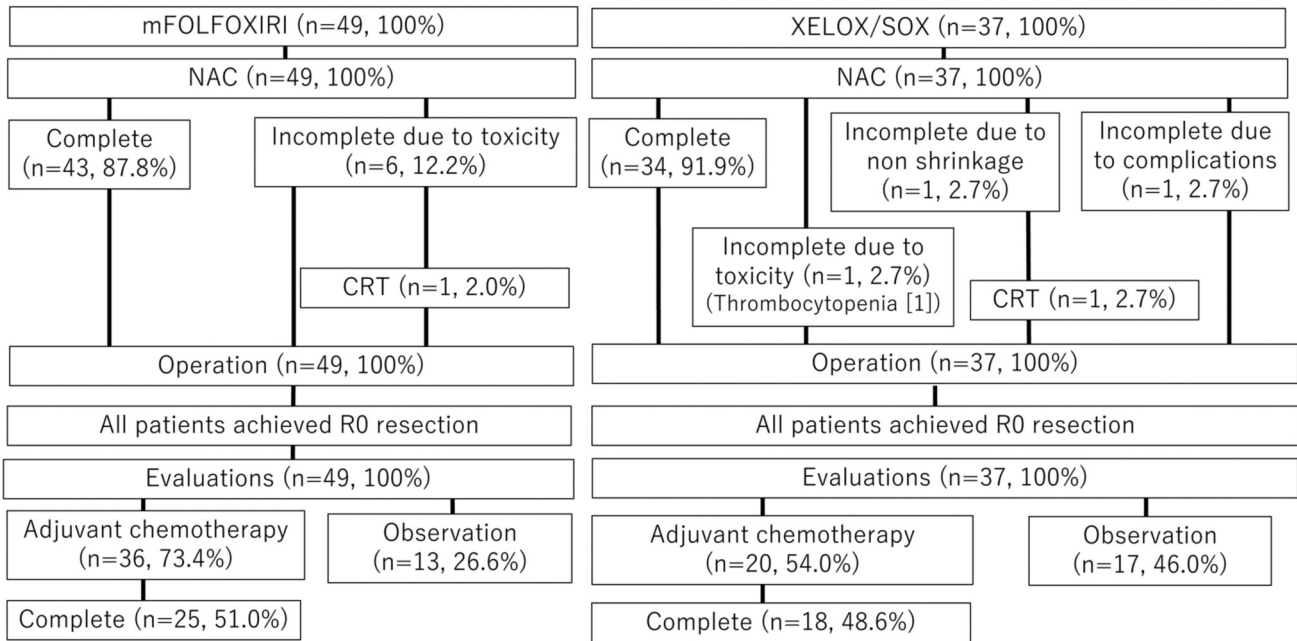 mFOLFOXIRI (n=49, 100%)
NAC (n=49, 100%)
Complete
(n=43, 87.8%)
Incomplete due to toxicity
(n=6, 12.2%)
CRT (n=1, 2.0%)
Operation (n=49, 100%)
All patients achieved R0 resection
Evaluations (n=49, 100%)
Adjuvant chemotherapy
(n=36, 73.4%)
Observation
(n=13, 26.6%)
Complete (n=25, 51.0%)
XELOX/SOX (n=37, 100%)
NAC (n=37, 100%)
Complete
(n=34, 91.9%)
Incomplete due to
toxicity (n=1, 2.7%)
(Thrombocytopenia [1])
Incomplete due to
non shrinkage
(n=1, 2.7%)
CRT (n=1, 2.7%)
Incomplete due
to complications
(n=1, 2.7%)
Operation (n=37, 100%)
All patients achieved R0 resection
Evaluations (n=37, 100%)
Adjuvant chemotherapy
(n=20, 54.0%)
Observation
(n=17, 46.0%)
Complete (n=18, 48.6%)